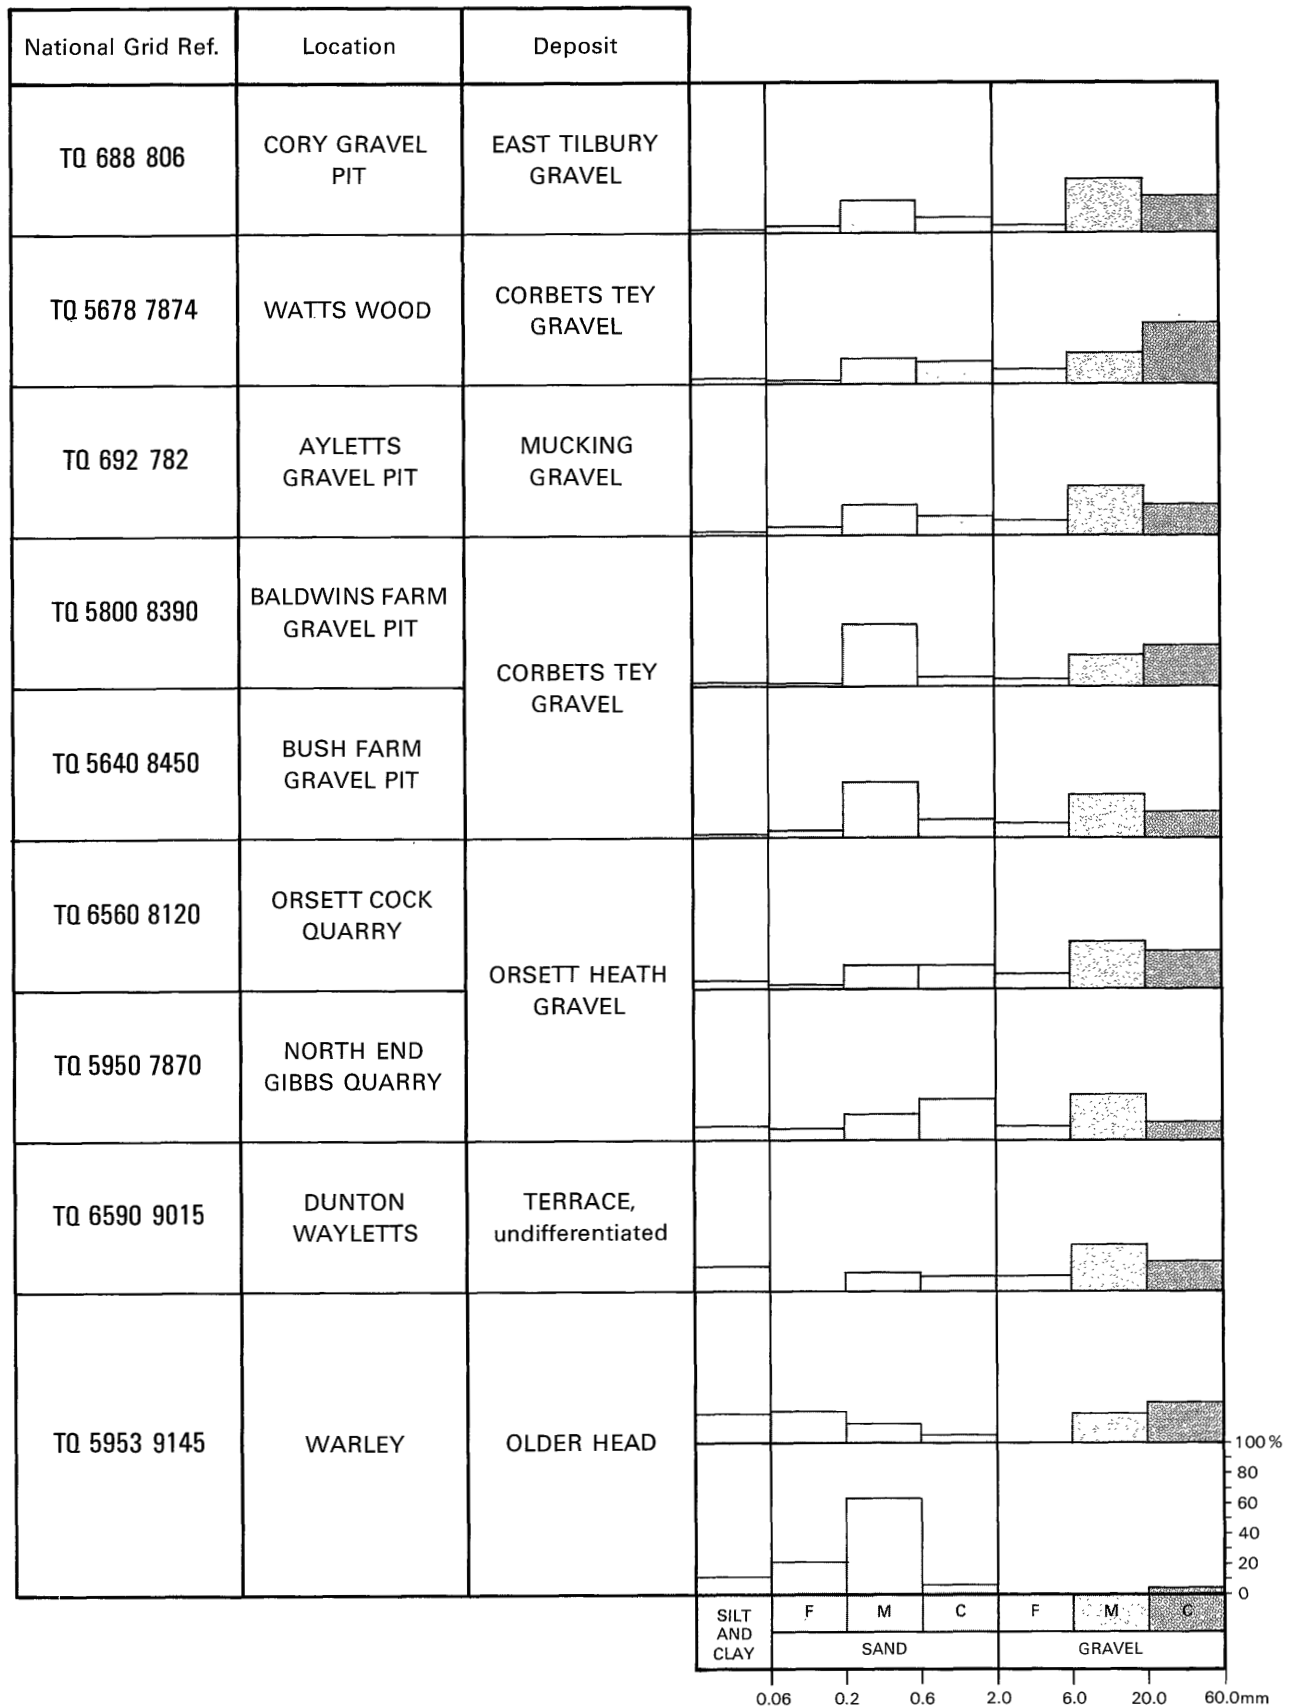 National Grid Ref.
Location
Deposit
TQ 688 806
CORY GRAVEL
PIT
EAST TILBURY
GRAVEL
TQ 5678 7874
WATTS WOOD
CORBETS TEY
GRAVEL
TQ 692 782
AYLETTS
GRAVEL PIT
MUCKING
GRAVEL
TQ 5800 8390
BALDWINS FARM
GRAVEL PIT
CORBETS TEY
GRAVEL
TQ 5640 8450
BUSH FARM
GRAVEL PIT
TQ 6560 8120
ORSETT COCK
QUARRY
ORSETT HEATH
GRAVEL
TQ 5950 7870
NORTH END
GIBBS QUARRY
TQ 6590 9015
DUNTON
WAYLETTS
TERRACE,
undifferentiated
TQ 5953 9145
WARLEY
OLDER HEAD
100%
80
60
40
20
0
SILT
AND
CLAY
F M C F M C
SAND GRAVEL
0.06 0.2 0.6 2.0 6.0 20.0 60.0mm